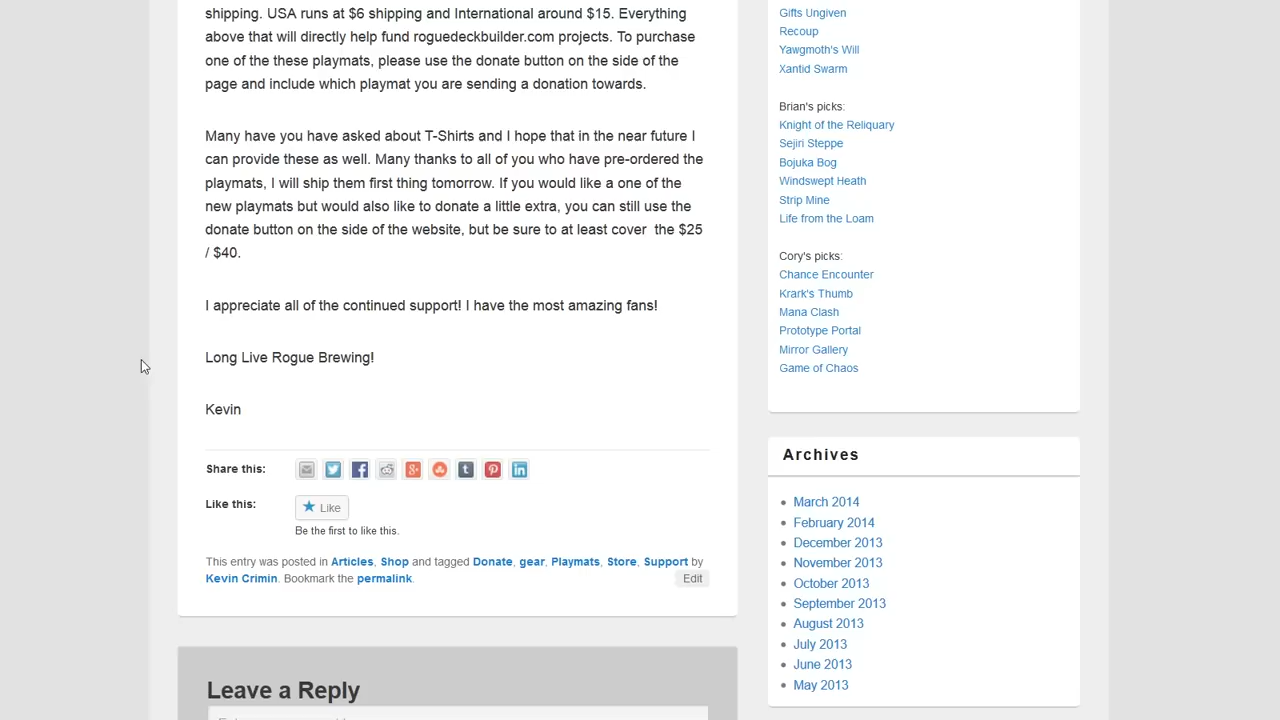 shipping. USA runs at $6 shipping and International around $15. Everything
above that will directly help fund roguedeckbuilder.com projects. To purchase
one of the these playmats, please use the donate button on the side of the
page and include which playmat you are sending a donation towards.
Many have you have asked about T-Shirts and I hope that in the near future I
can provide these as well. Many thanks to all of you who have pre-ordered the
playmats, I will ship them first thing tomorrow. If you would like a one of the
new playmats but would also like to donate a little extra, you can still use the
donate button on the side of the website, but be sure to at least cover  the $25
/ $40.
I appreciate all of the continued support! I have the most amazing fans!
Long Live Rogue Brewing!
Kevin
Share this:
Like this:
Like
Be the first to like this.
This entry was posted in Articles, Shop and tagged Donate, gear, Playmats, Store, Support by
Kevin Crimin. Bookmark the permalink.
Edit
Leave a Reply
Gifts Ungiven
Recoup
Yawgmoth's Will
Xantid Swarm
Brian's picks:
Knight of the Reliquary
Sejiri Steppe
Bojuka Bog
Windswept Heath
Strip Mine
Life from the Loam
Cory's picks:
Chance Encounter
Krark's Thumb
Mana Clash
Prototype Portal
Mirror Gallery
Game of Chaos
Archives
March 2014
February 2014
December 2013
November 2013
October 2013
September 2013
August 2013
July 2013
June 2013
May 2013